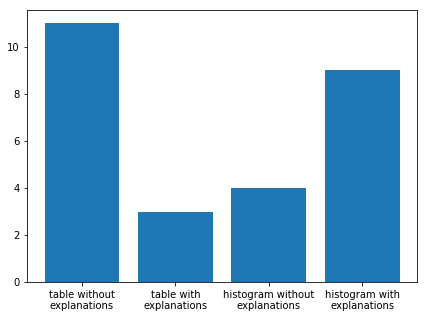 10
8
6
4
2
0
table without
explanations
table with
explanations
histogram without
explanations
histogram with
explanations